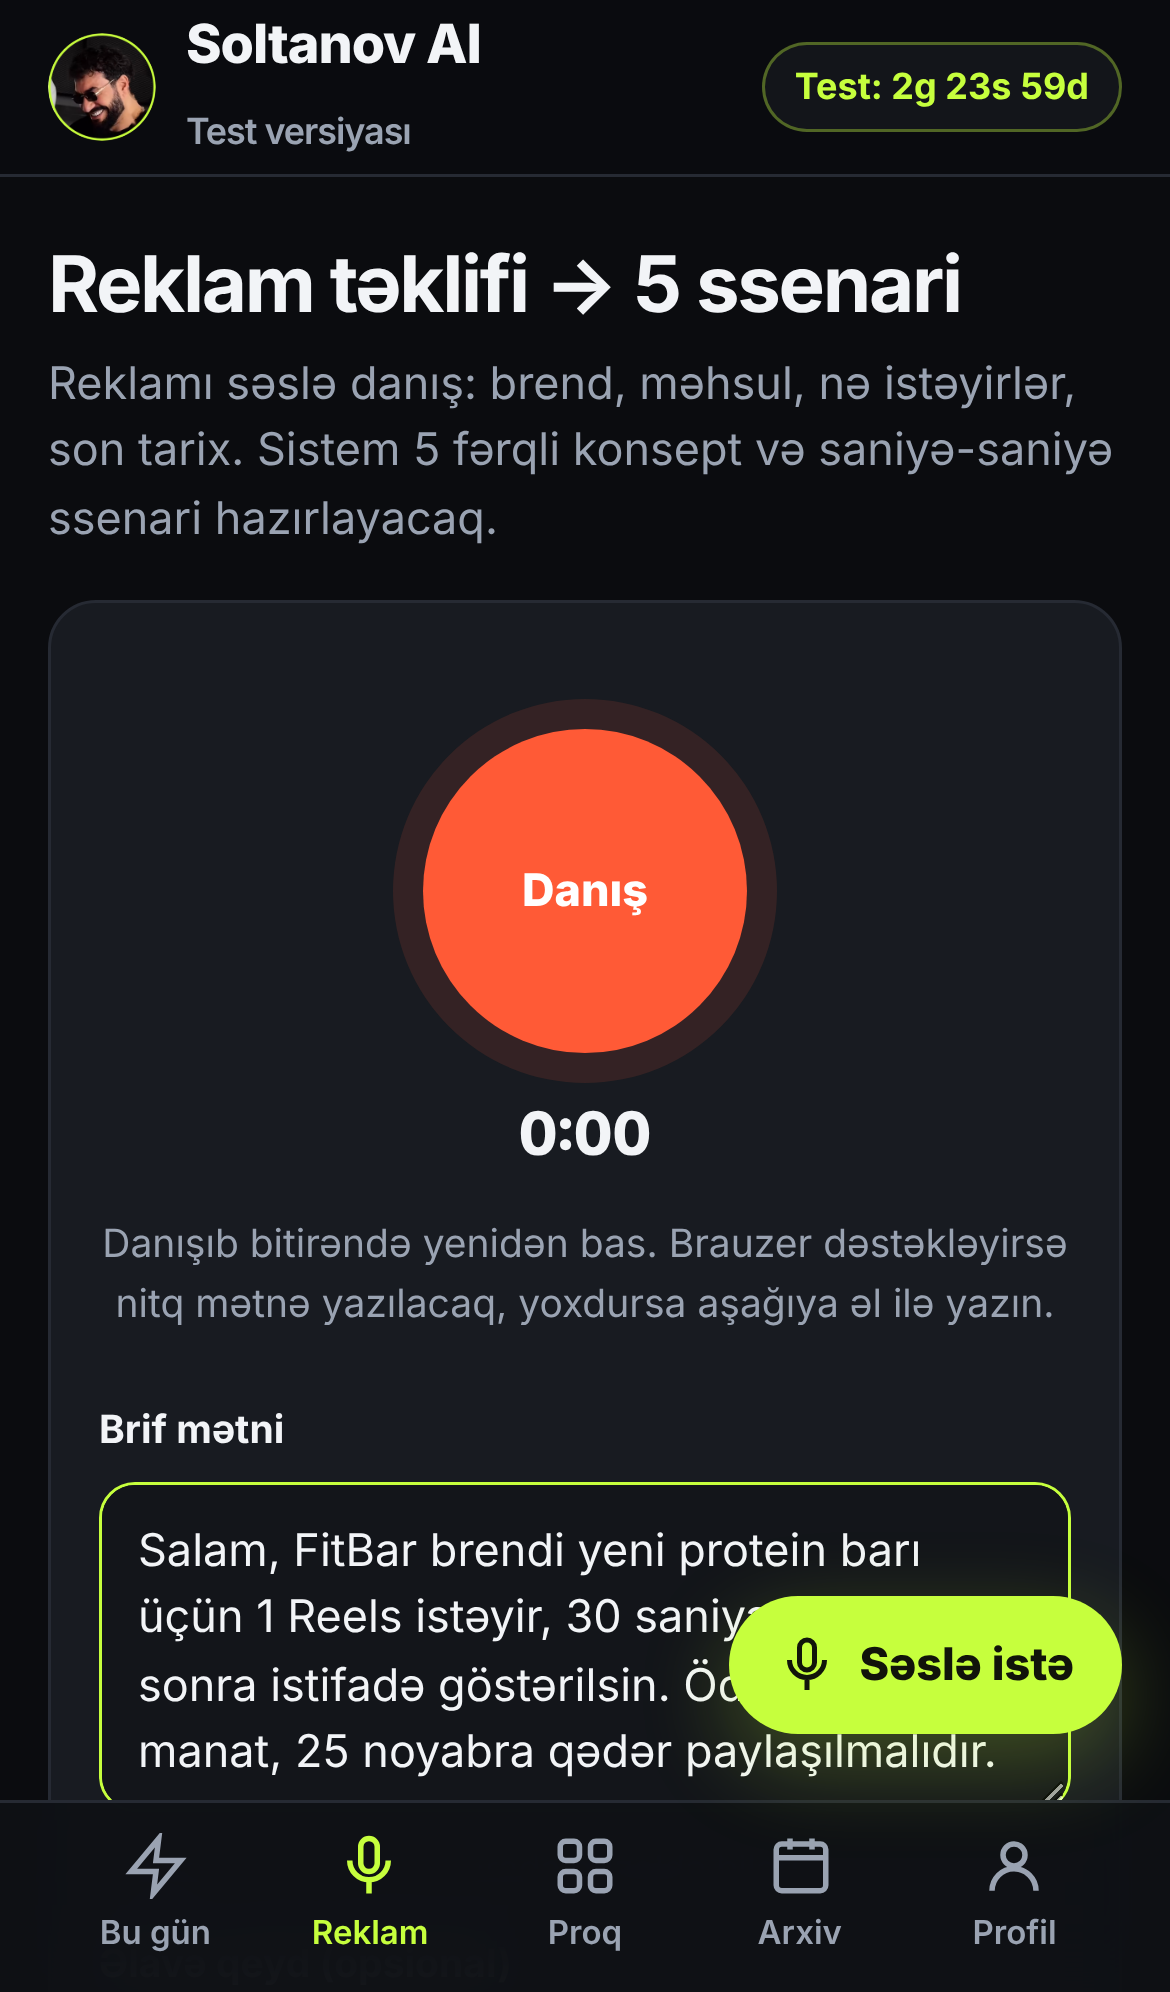 Soltanov AI
Test versiyası
Test: 2g 23s 59d
Reklam təklifi → 5 ssenari
Reklamı səslə danış: brend, məhsul, nə istəyirlər,
son tarix. Sistem 5 fərqli konsept və saniyə-saniyə
ssenari hazırlayacaq.
Danış
0:00
Danışıb bitirəndə yenidən bas. Brauzer dəstəkləyirsə
nitq mətnə yazılacaq, yoxdursa aşağıya əl ilə yazın.
Brif mətni
Salam, FitBar brendi yeni protein barı
üçün 1 Reels istəyir, 30
sonra istifadə göstərilsin.
manat, 25 noyabra qədər paylaşılmalıdır.
Səslə istə
Bu gün
Reklam
Proq
Arxiv
Profil
Əlavə qeyd (opsional)